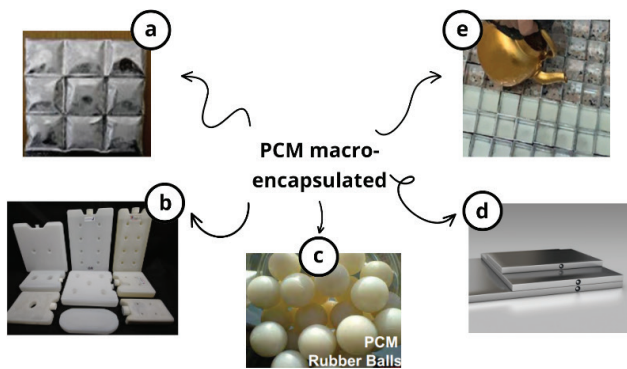 a
e
PCM macro-
encapsulated
b
d
c
PCM
Rubber Balls